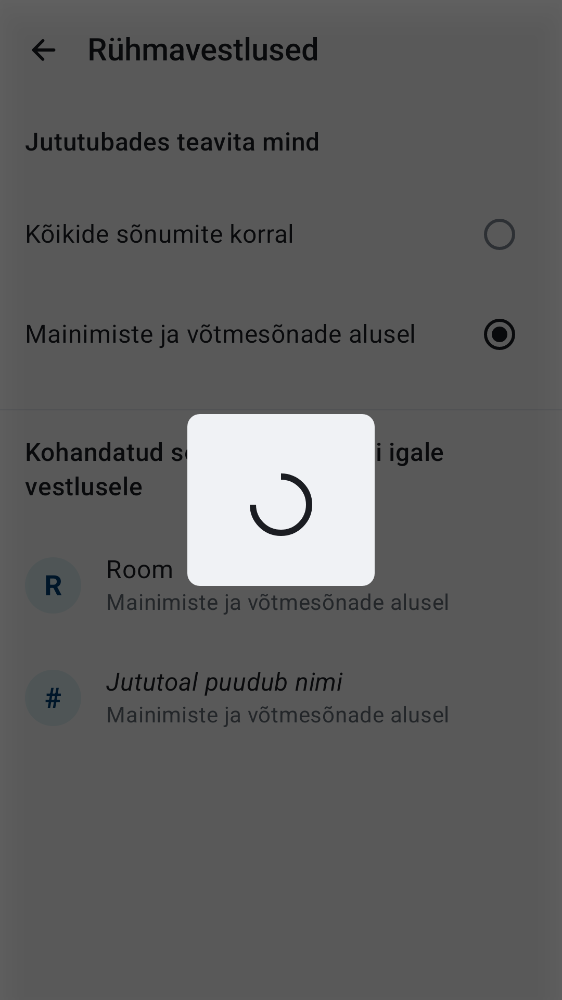 Rühmavestlused
Jututubades teavita mind
Kõikide sõnumite korral
Mainimiste ja võtmesõnade alusel
Kohandatud igale
vestlusele
R
Room
Mainimiste ja võtmesõnade alusel
#
Jututoal puudub nimi
Mainimiste ja võtmesõnade alusel